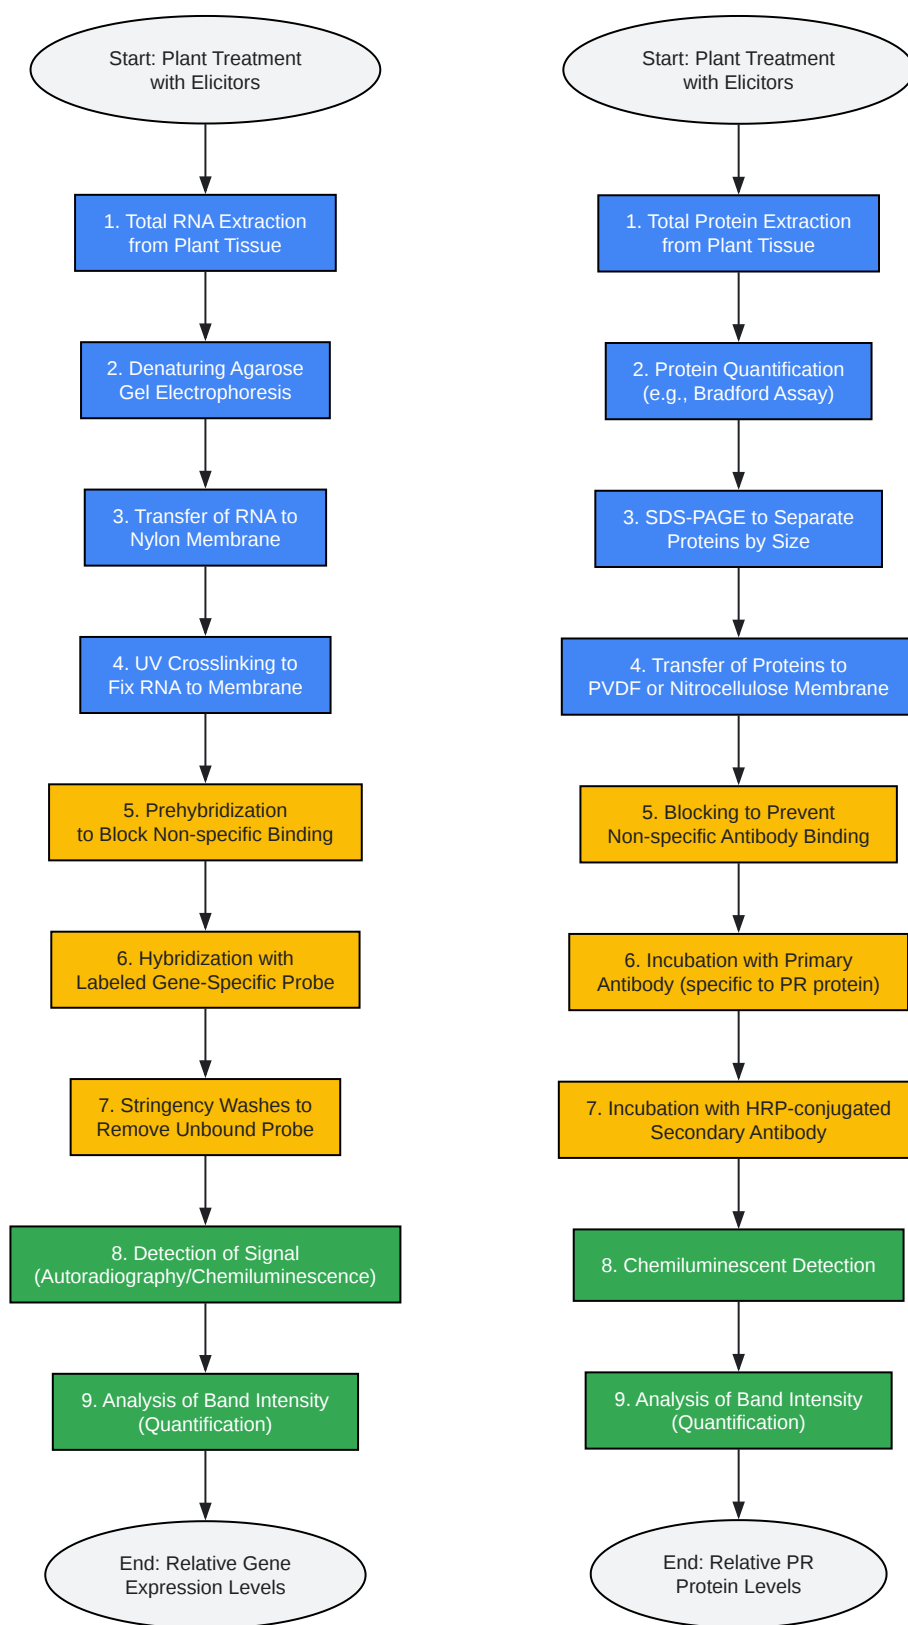 Start: Plant Treatment
with Elicitors
1. Total RNA Extraction
from Plant Tissue
2. Denaturing Agarose
Gel Electrophoresis
3. Transfer of RNA to
Nylon Membrane
4. UV Crosslinking to
Fix RNA to Membrane
5. Prehybridization
to Block Non-specific Binding
6. Hybridization with
Labeled Gene-Specific Probe
7. Stringency Washes to
Remove Unbound Probe
8. Detection of Signal
(Autoradiography/Chemiluminescence)
9. Analysis of Band Intensity
(Quantification)
End: Relative Gene
Expression Levels
Start: Plant Treatment
with Elicitors
1. Total Protein Extraction
from Plant Tissue
2. Protein Quantification
(e.g., Bradford Assay)
3. SDS-PAGE to Separate
Proteins by Size
4. Transfer of Proteins to
PVDF or Nitrocellulose Membrane
5. Blocking to Prevent
Non-specific Antibody Binding
6. Incubation with Primary
Antibody (specific to PR protein)
7. Incubation with HRP-conjugated
Secondary Antibody
8. Chemiluminescent Detection
9. Analysis of Band Intensity
(Quantification)
End: Relative PR
Protein Levels